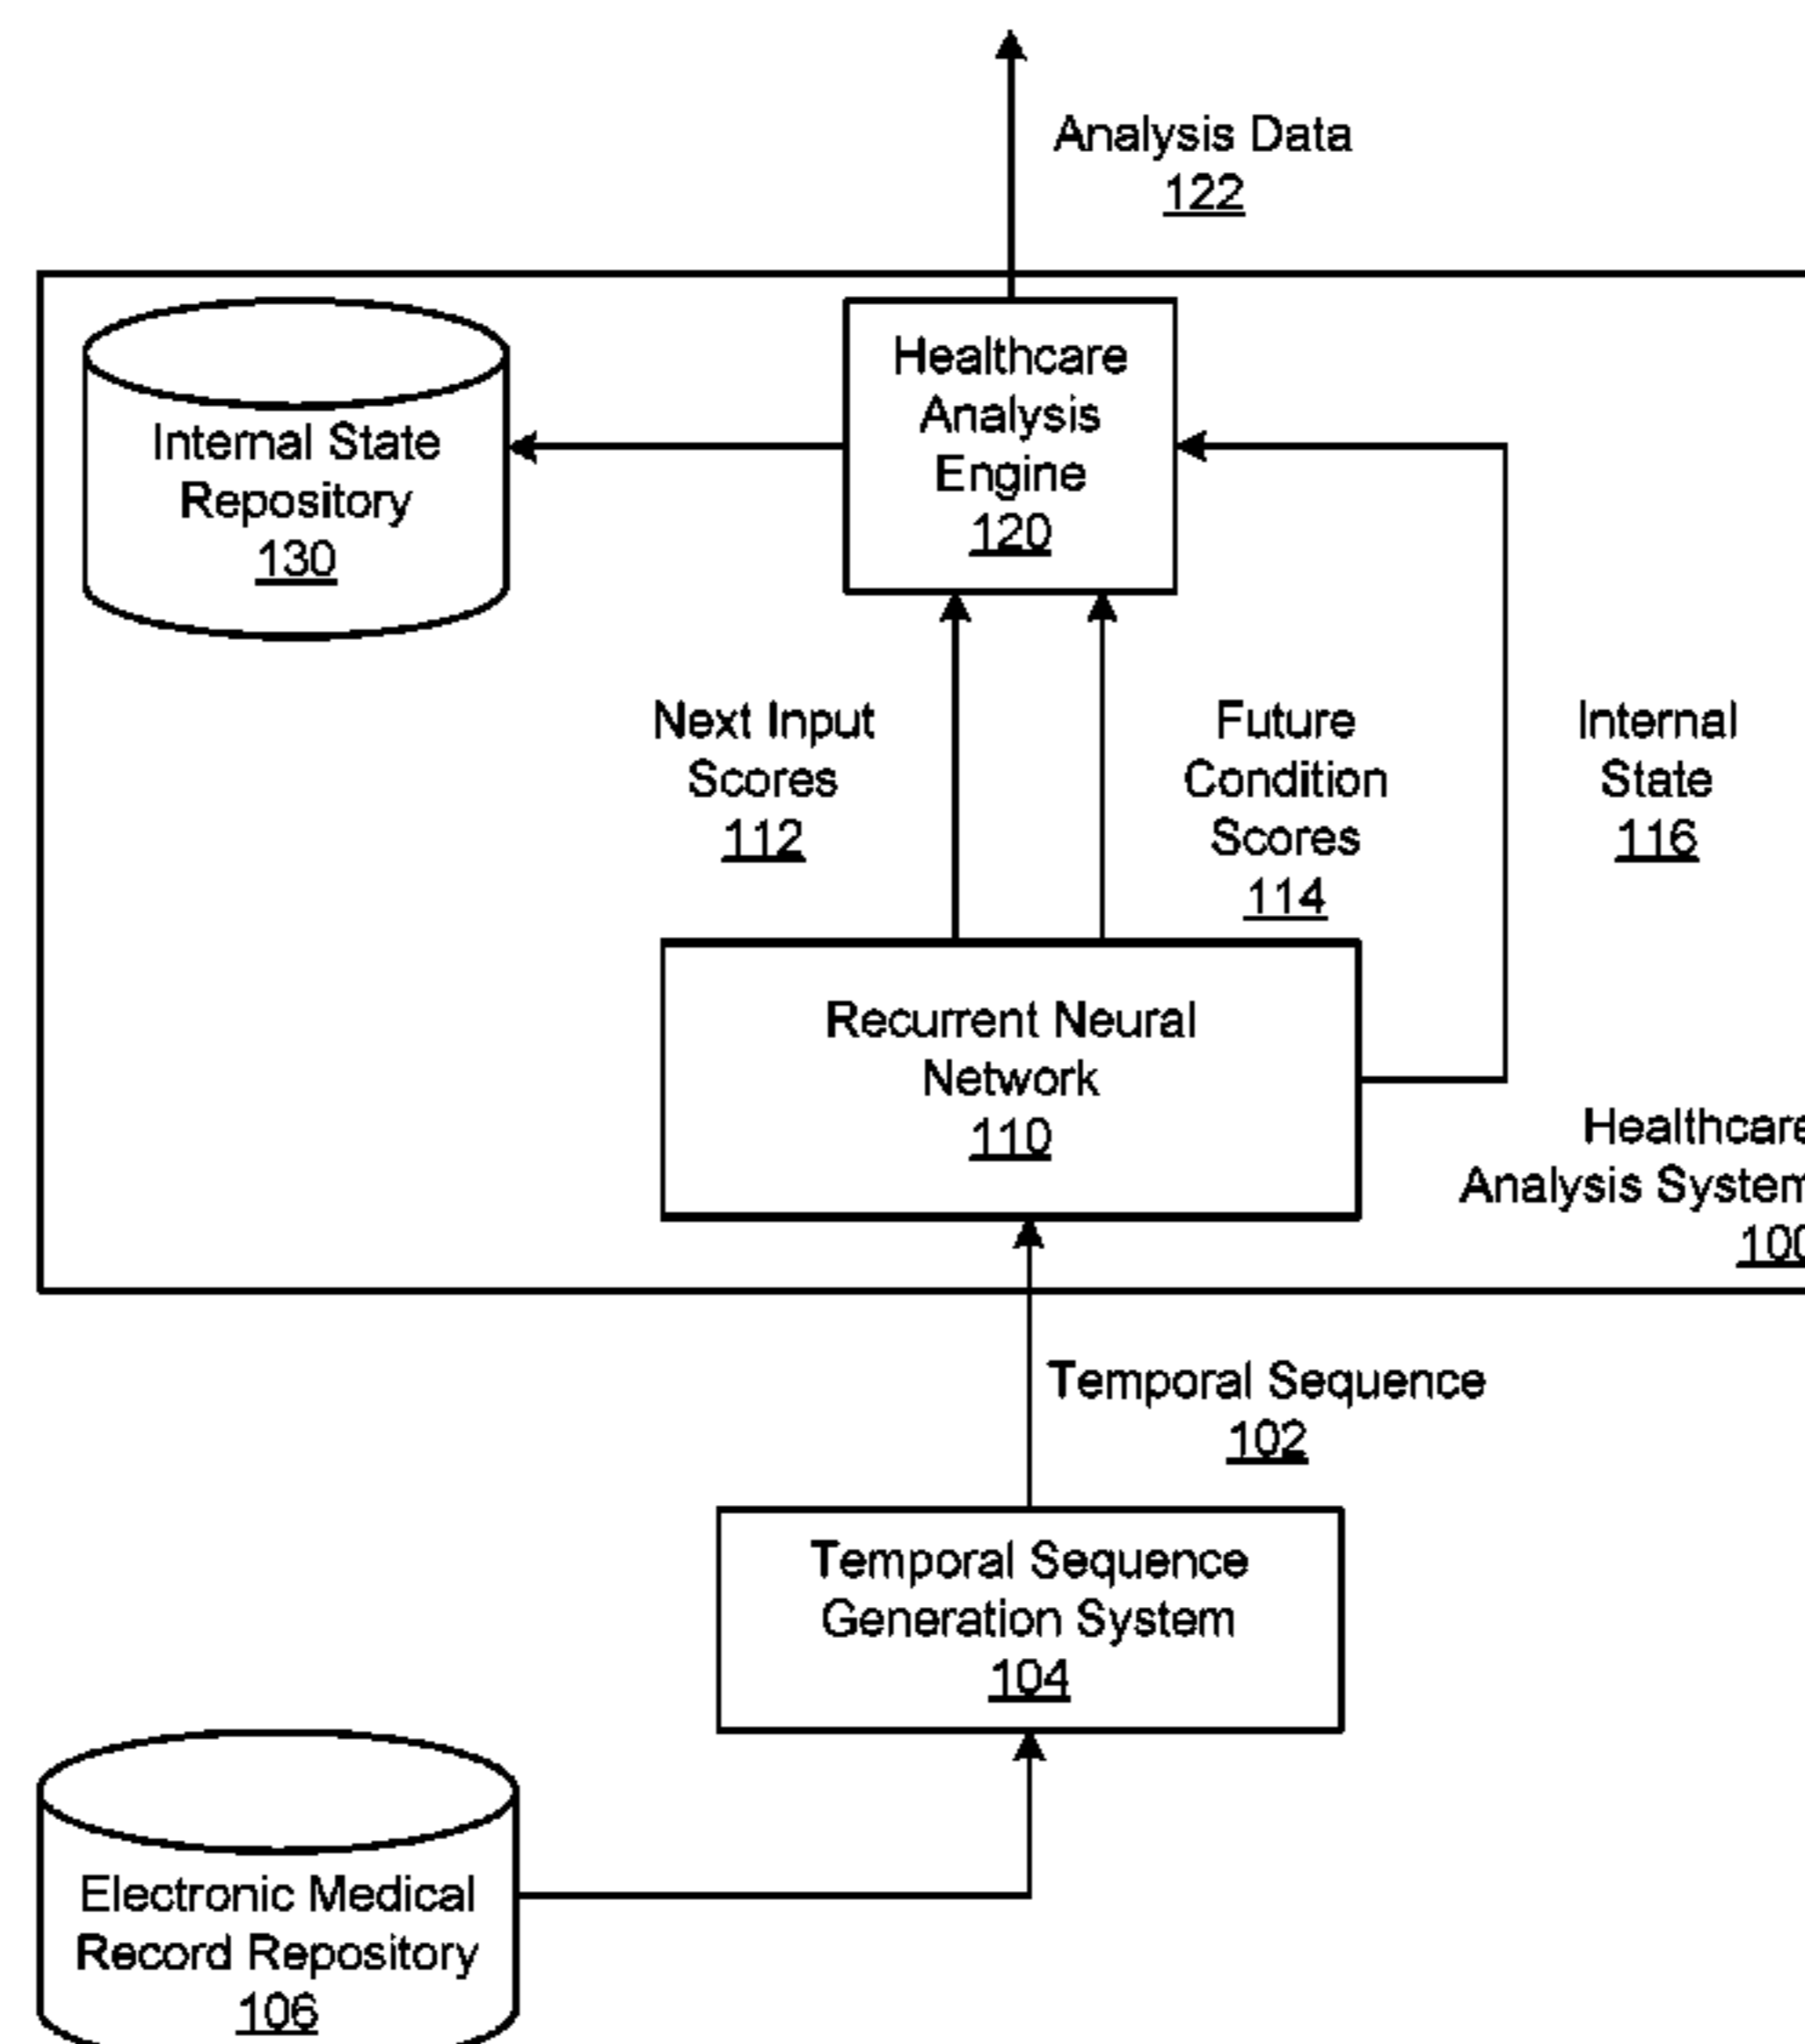 Analysis Data
122
Internal State
Repository
130
Healthcare
Analysis
Engine
120
Next Input
Scores
112
Future
Condition
Scores
114
Internal
State
116
Recurrent Neural
Network
110
Healthcare
Analysis System
100
Temporal Sequence
102
Temporal Sequence
Generation System
104
Electronic Medical
Record Repository
106